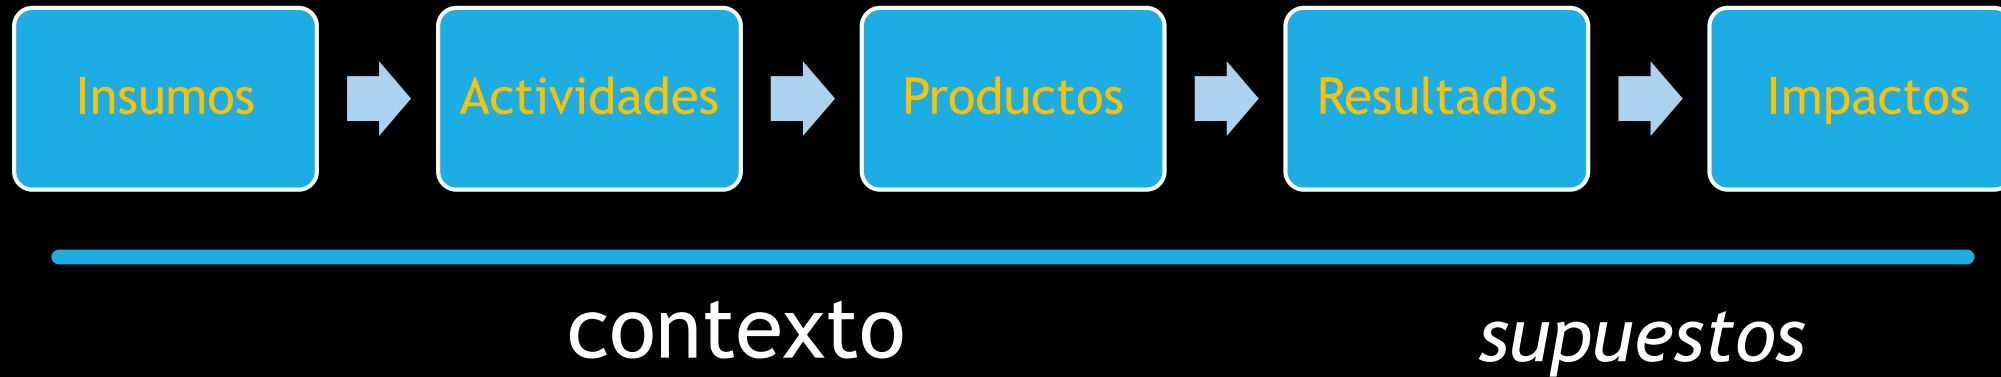 Insumos
Actividades
Productos
Resultados
Impactos
contexto
supuestos